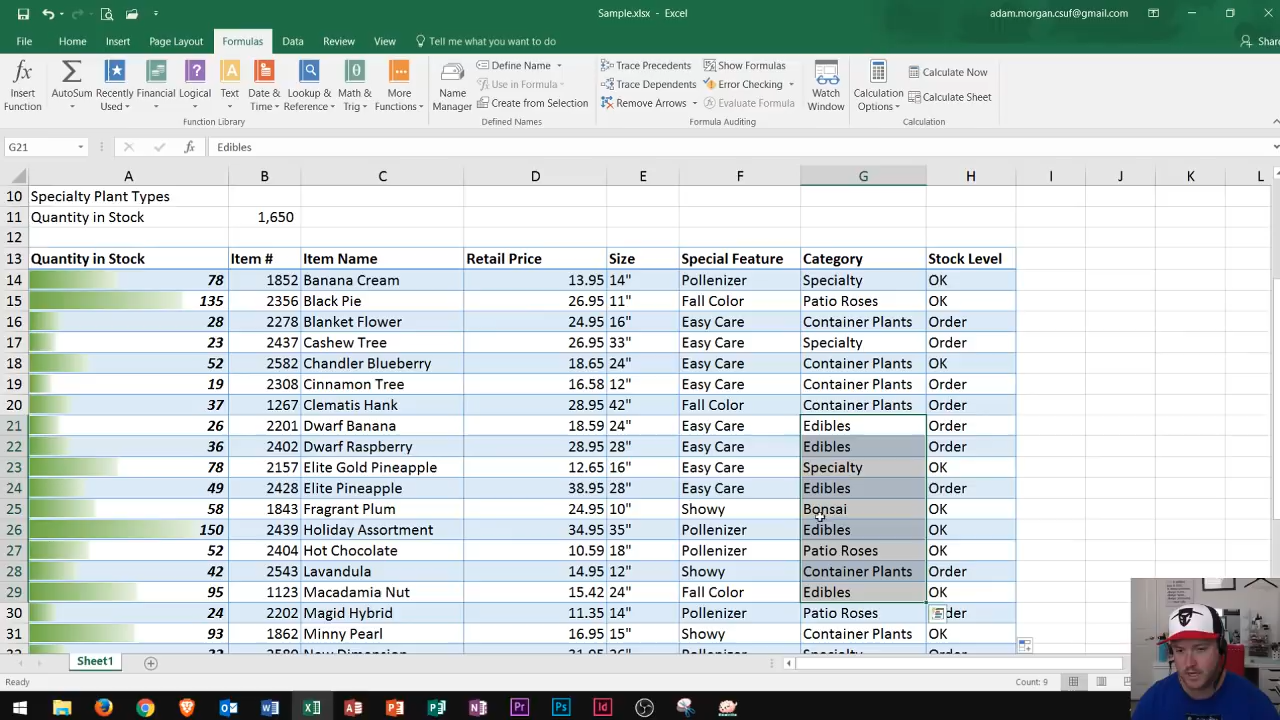 Sample.xlsx - Excel
adam.morgan.csuf@gmail.com
File Home Insert Page Layout Formulas Data Review View Tell me what you want to do Share
Insert Function
AutoSum
Recently Used
Financial
Logical
Text
Date & Time
Lookup & Reference
Math & Trig
More Functions
Function Library
Name Manager
Define Name
Use in Formula
Create from Selection
Defined Names
Trace Precedents
Trace Dependents
Remove Arrows
Show Formulas
Error Checking
Evaluate Formula
Formula Auditing
Watch Window
Calculation Options
Calculate Now
Calculate Sheet
Calculation
G21 fx Edibles
A B C D E F G H I J K L
10 Specialty Plant Types
11 Quantity in Stock 1,650
12
13 Quantity in Stock Item # Item Name Retail Price Size Special Feature Category Stock Level
14 78 1852 Banana Cream 13.95 14" Pollenizer Specialty OK
15 135 2356 Black Pie 26.95 11" Fall Color Patio Roses OK
16 28 2278 Blanket Flower 24.95 16" Easy Care Container Plants Order
17 23 2437 Cashew Tree 26.95 33" Easy Care Specialty Order
18 52 2582 Chandler Blueberry 18.65 24" Easy Care Container Plants OK
19 19 2308 Cinnamon Tree 16.58 12" Easy Care Container Plants Order
20 37 1267 Clematis Hank 28.95 42" Fall Color Container Plants Order
21 26 2201 Dwarf Banana 18.59 24" Easy Care Edibles Order
22 36 2402 Dwarf Raspberry 28.95 28" Easy Care Edibles Order
23 78 2157 Elite Gold Pineapple 12.65 16" Easy Care Specialty OK
24 49 2428 Elite Pineapple 38.95 28" Easy Care Edibles Order
25 58 1843 Fragrant Plum 24.95 10" Showy Bonsai OK
26 150 2439 Holiday Assortment 34.95 35" Pollenizer Edibles OK
27 52 2404 Hot Chocolate 10.59 18" Pollenizer Patio Roses OK
28 42 2543 Lavandula 14.95 12" Showy Container Plants Order
29 95 1123 Macadamia Nut 15.42 24" Fall Color Edibles OK
30 24 2202 Magid Hybrid 11.35 14" Pollenizer Patio Roses der
31 93 1862 Minny Pearl 16.95 15" Showy Container Plants OK
Sheet1
Ready Count: 9